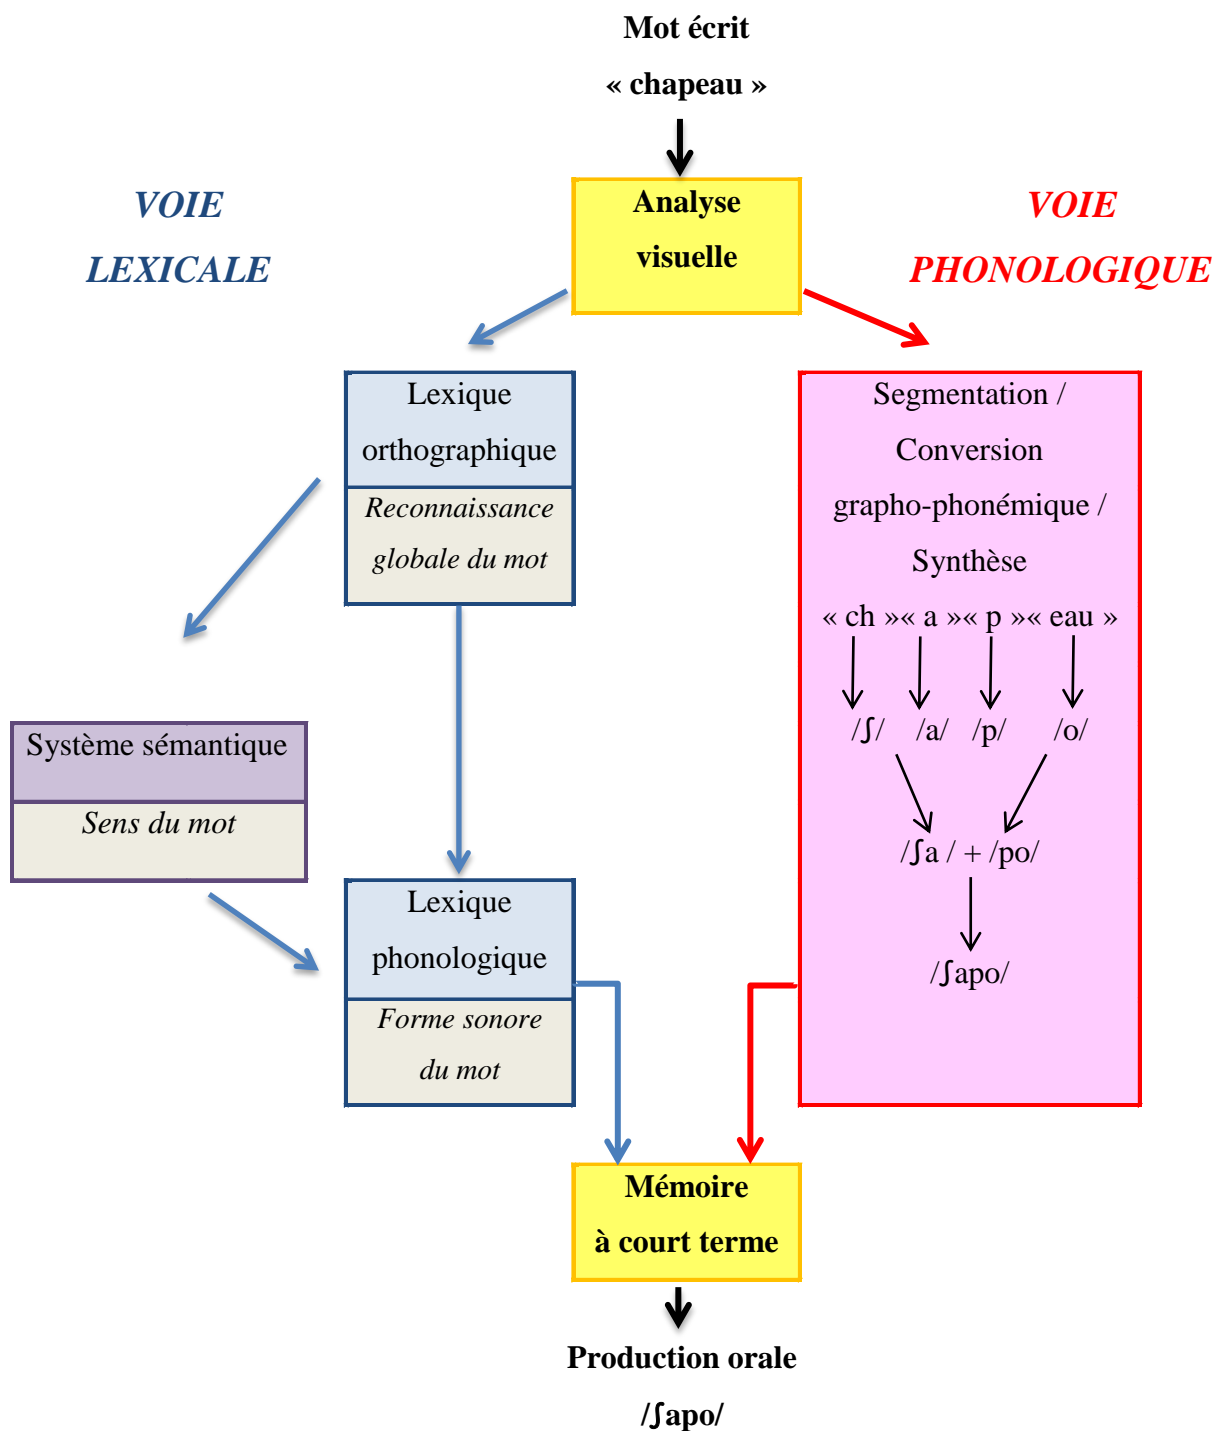 Mot écrit
« chapeau »
VOIE
LEXICALE
Analyse
visuelle
VOIE
PHONOLOGIQUE
Lexique
orthographique
Reconnaissance
globale du mot
Système sémantique
Sens du mot
Lexique
phonologique
Forme sonore
du mot
Segmentation /
Conversion
grapho-phonémique /
Synthèse
« ch »« a »« p »« eau »
/ʃ/ /a/ /p/ /o/
/ʃa / + /po/
/ʃapo/
Mémoire
à court terme
Production orale
/ʃapo/